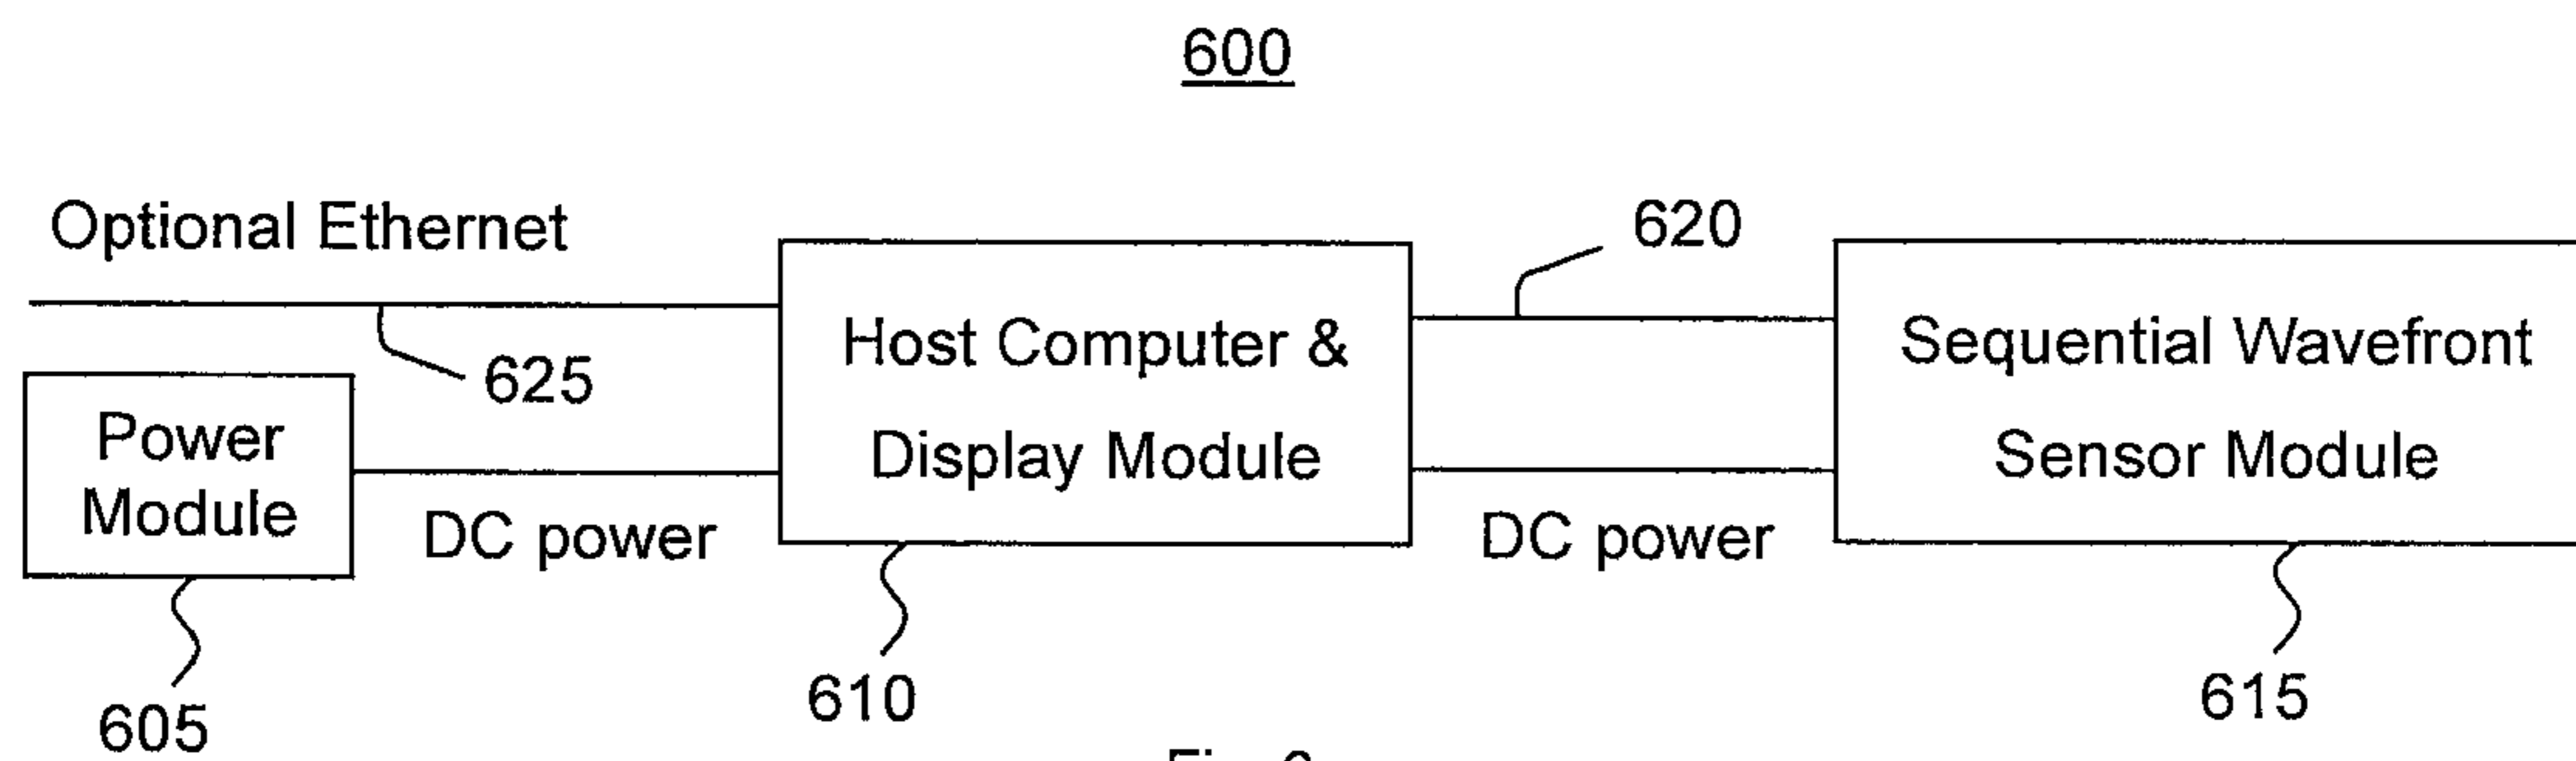 600
Optional Ethernet
620
625
Host Computer &
Display Module
Sequential Wavefront
Sensor Module
Power
Module
DC power
DC power
605
610
615